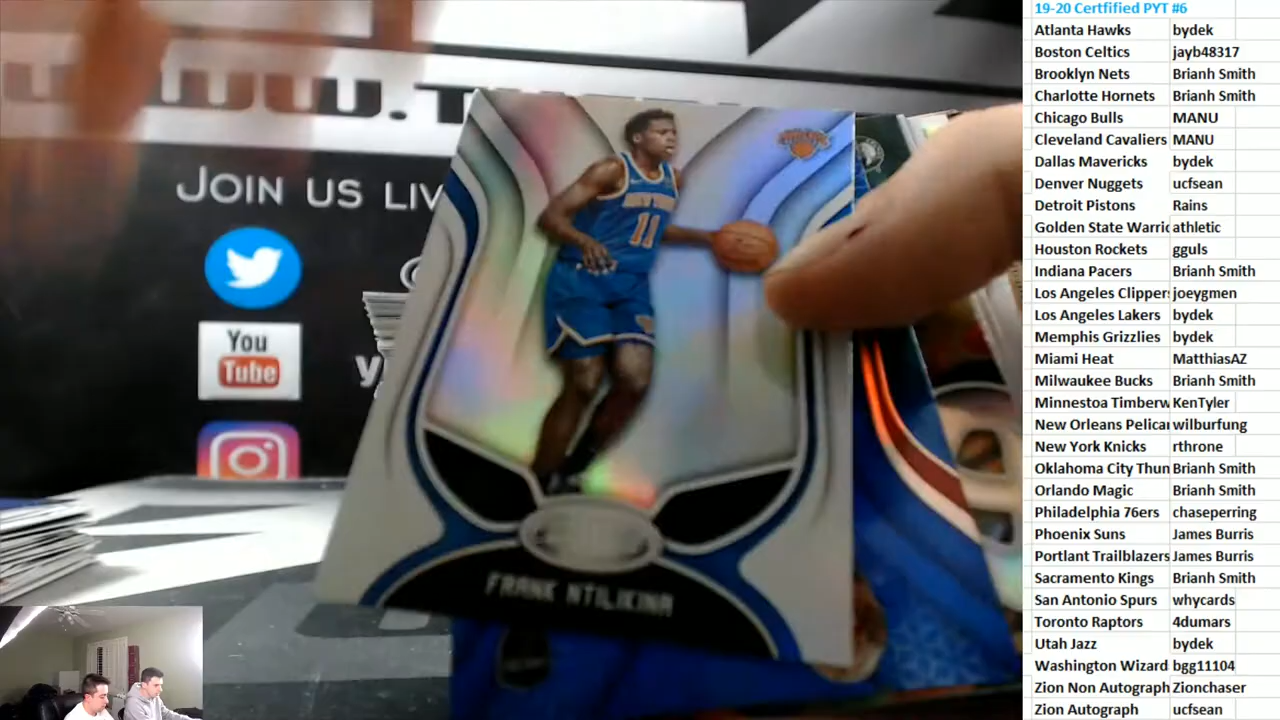 JOIN US LIV
You
Tube
NEW YORK
11
FRANK NTILIKINA
19-20 Certfified PYT #6
Atlanta Hawks bydek
Boston Celtics jayb48317
Brooklyn Nets Brianh Smith
Charlotte Hornets Brianh Smith
Chicago Bulls MANU
Cleveland Cavaliers MANU
Dallas Mavericks bydek
Denver Nuggets ucfsean
Detroit Pistons Rains
Golden State Warric athletic
Houston Rockets gguls
Indiana Pacers Brianh Smith
Los Angeles Clipper joeygmen
Los Angeles Lakers bydek
Memphis Grizzlies bydek
Miami Heat MatthiasAZ
Milwaukee Bucks Brianh Smith
Minnestoa Timberw KenTyler
New Orleans Pelica wilburfung
New York Knicks rthrone
Oklahoma City Thun Brianh Smith
Orlando Magic Brianh Smith
Philadelphia 76ers chaseperring
Phoenix Suns James Burris
Portlant Trailblazers James Burris
Sacramento Kings Brianh Smith
San Antonio Spurs whycards
Toronto Raptors 4dumars
Utah Jazz bydek
Washington Wizard bgg11104
Zion Non Autograph Zionchaser
Zion Autograph ucfsean